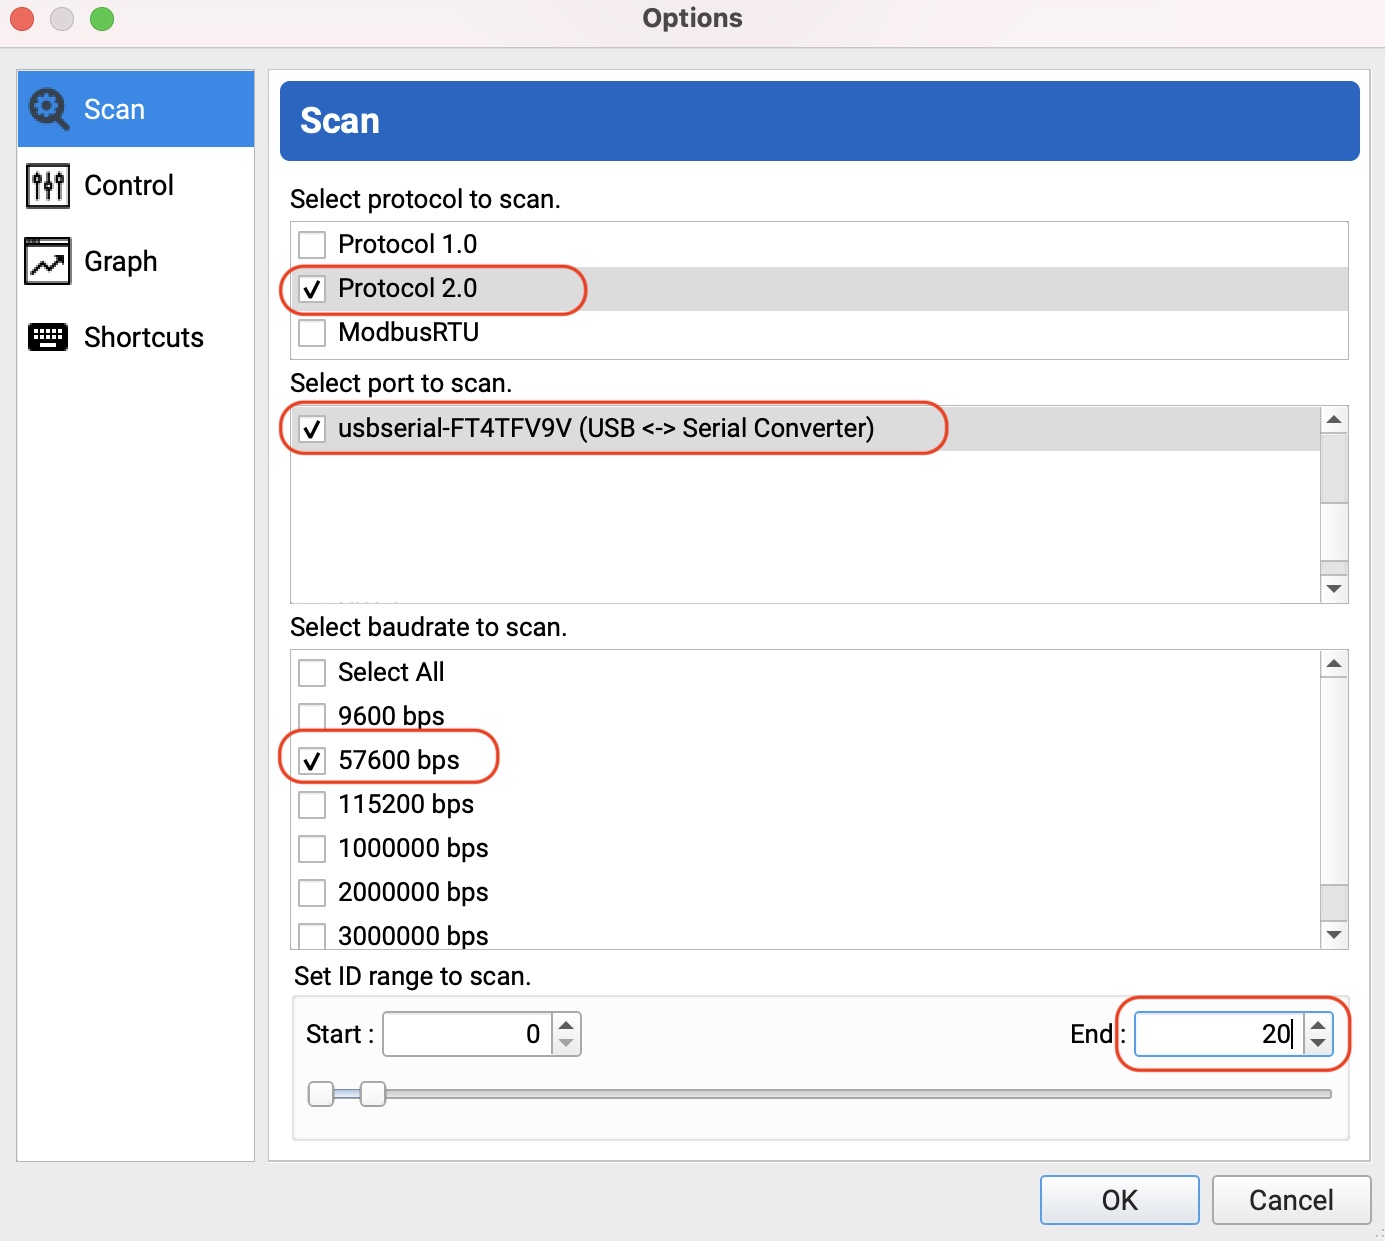 Options
Scan
Control
Graph
Shortcuts
Scan
Select protocol to scan.
Protocol 1.0
Protocol 2.0
ModbusRTU
Select port to scan.
usbserial-FT4TFV9V (USB <-> Serial Converter)
Select baudrate to scan.
Select All
9600 bps
57600 bps
115200 bps
1000000 bps
2000000 bps
3000000 bps
Set ID range to scan.
Start : 0 End : 20
OK Cancel